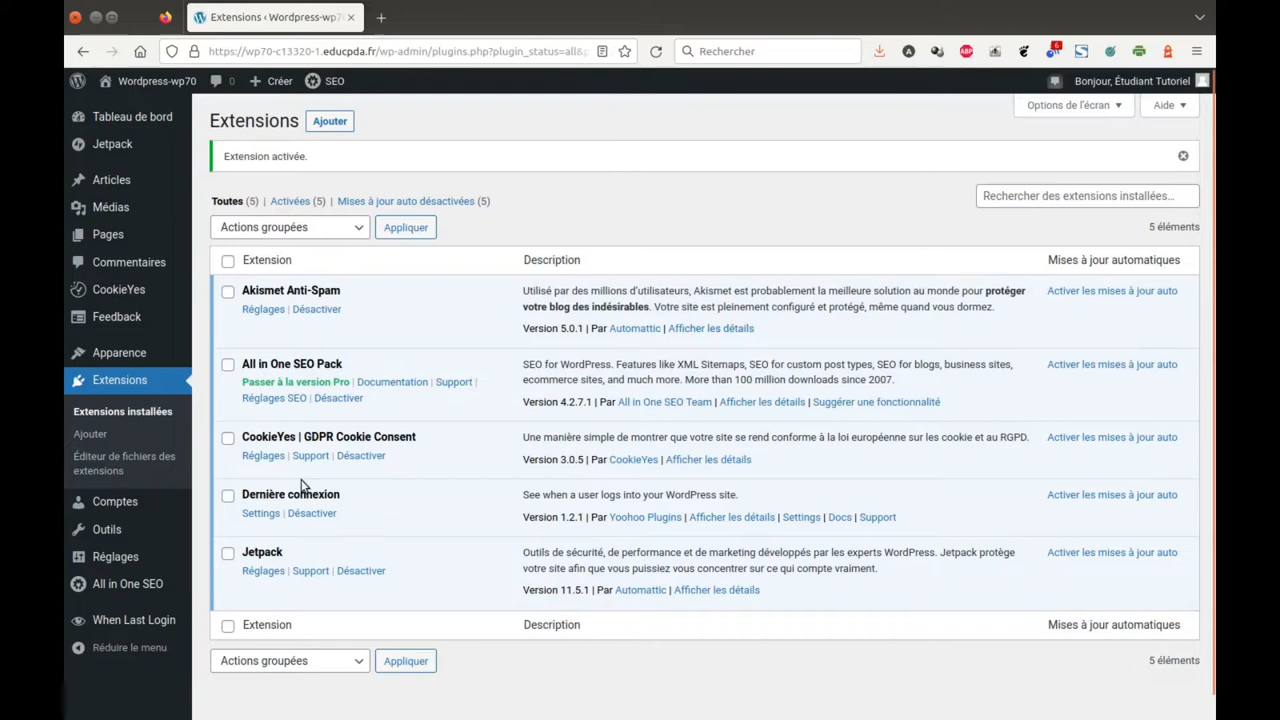 Extensions ‹ Wordpress-wp70
https://wp70-c13320-1.educpda.fr/wp-admin/plugins.php?plugin_status=all&
Rechercher
ABP
6
Wordpress-wp70
0
Créer
SEO
Bonjour, Étudiant Tutoriel
Tableau de bord
Jetpack
Articles
Médias
Pages
Commentaires
CookieYes
Feedback
Apparence
Extensions
Extensions installées
Ajouter
Éditeur de fichiers des
extensions
Comptes
Outils
Réglages
All in One SEO
When Last Login
Réduire le menu
Options de l'écran
Aide
Extensions
Ajouter
Extension activée.
Toutes (5) | Activées (5) | Mises à jour auto désactivées (5)
Rechercher des extensions installées…
Actions groupées
Appliquer
5 éléments
Extension
Description
Mises à jour automatiques
Akismet Anti-Spam
Réglages | Désactiver
Utilisé par des millions d'utilisateurs, Akismet est probablement la meilleure solution au monde pour protéger
votre blog des indésirables. Votre site est pleinement configuré et protégé, même quand vous dormez.
Version 5.0.1 | Par Automattic | Afficher les détails
Activer les mises à jour auto
All in One SEO Pack
Passer à la version Pro | Documentation | Support |
Réglages SEO | Désactiver
SEO for WordPress. Features like XML Sitemaps, SEO for custom post types, SEO for blogs, business sites,
ecommerce sites, and much more. More than 100 million downloads since 2007.
Version 4.2.7.1 | Par All in One SEO Team | Afficher les détails | Suggérer une fonctionnalité
Activer les mises à jour auto
CookieYes | GDPR Cookie Consent
Réglages | Support | Désactiver
Une manière simple de montrer que votre site se rend conforme à la loi européenne sur les cookie et au RGPD.
Version 3.0.5 | Par CookieYes | Afficher les détails
Activer les mises à jour auto
Dernière connexion
Settings | Désactiver
See when a user logs into your WordPress site.
Version 1.2.1 | Par Yoohoo Plugins | Afficher les détails | Settings | Docs | Support
Activer les mises à jour auto
Jetpack
Réglages | Support | Désactiver
Outils de sécurité, de performance et de marketing développés par les experts WordPress. Jetpack protège
votre site afin que vous puissiez vous concentrer sur ce qui compte vraiment.
Version 11.5.1 | Par Automattic | Afficher les détails
Activer les mises à jour auto
Extension
Description
Mises à jour automatiques
Actions groupées
Appliquer
5 éléments